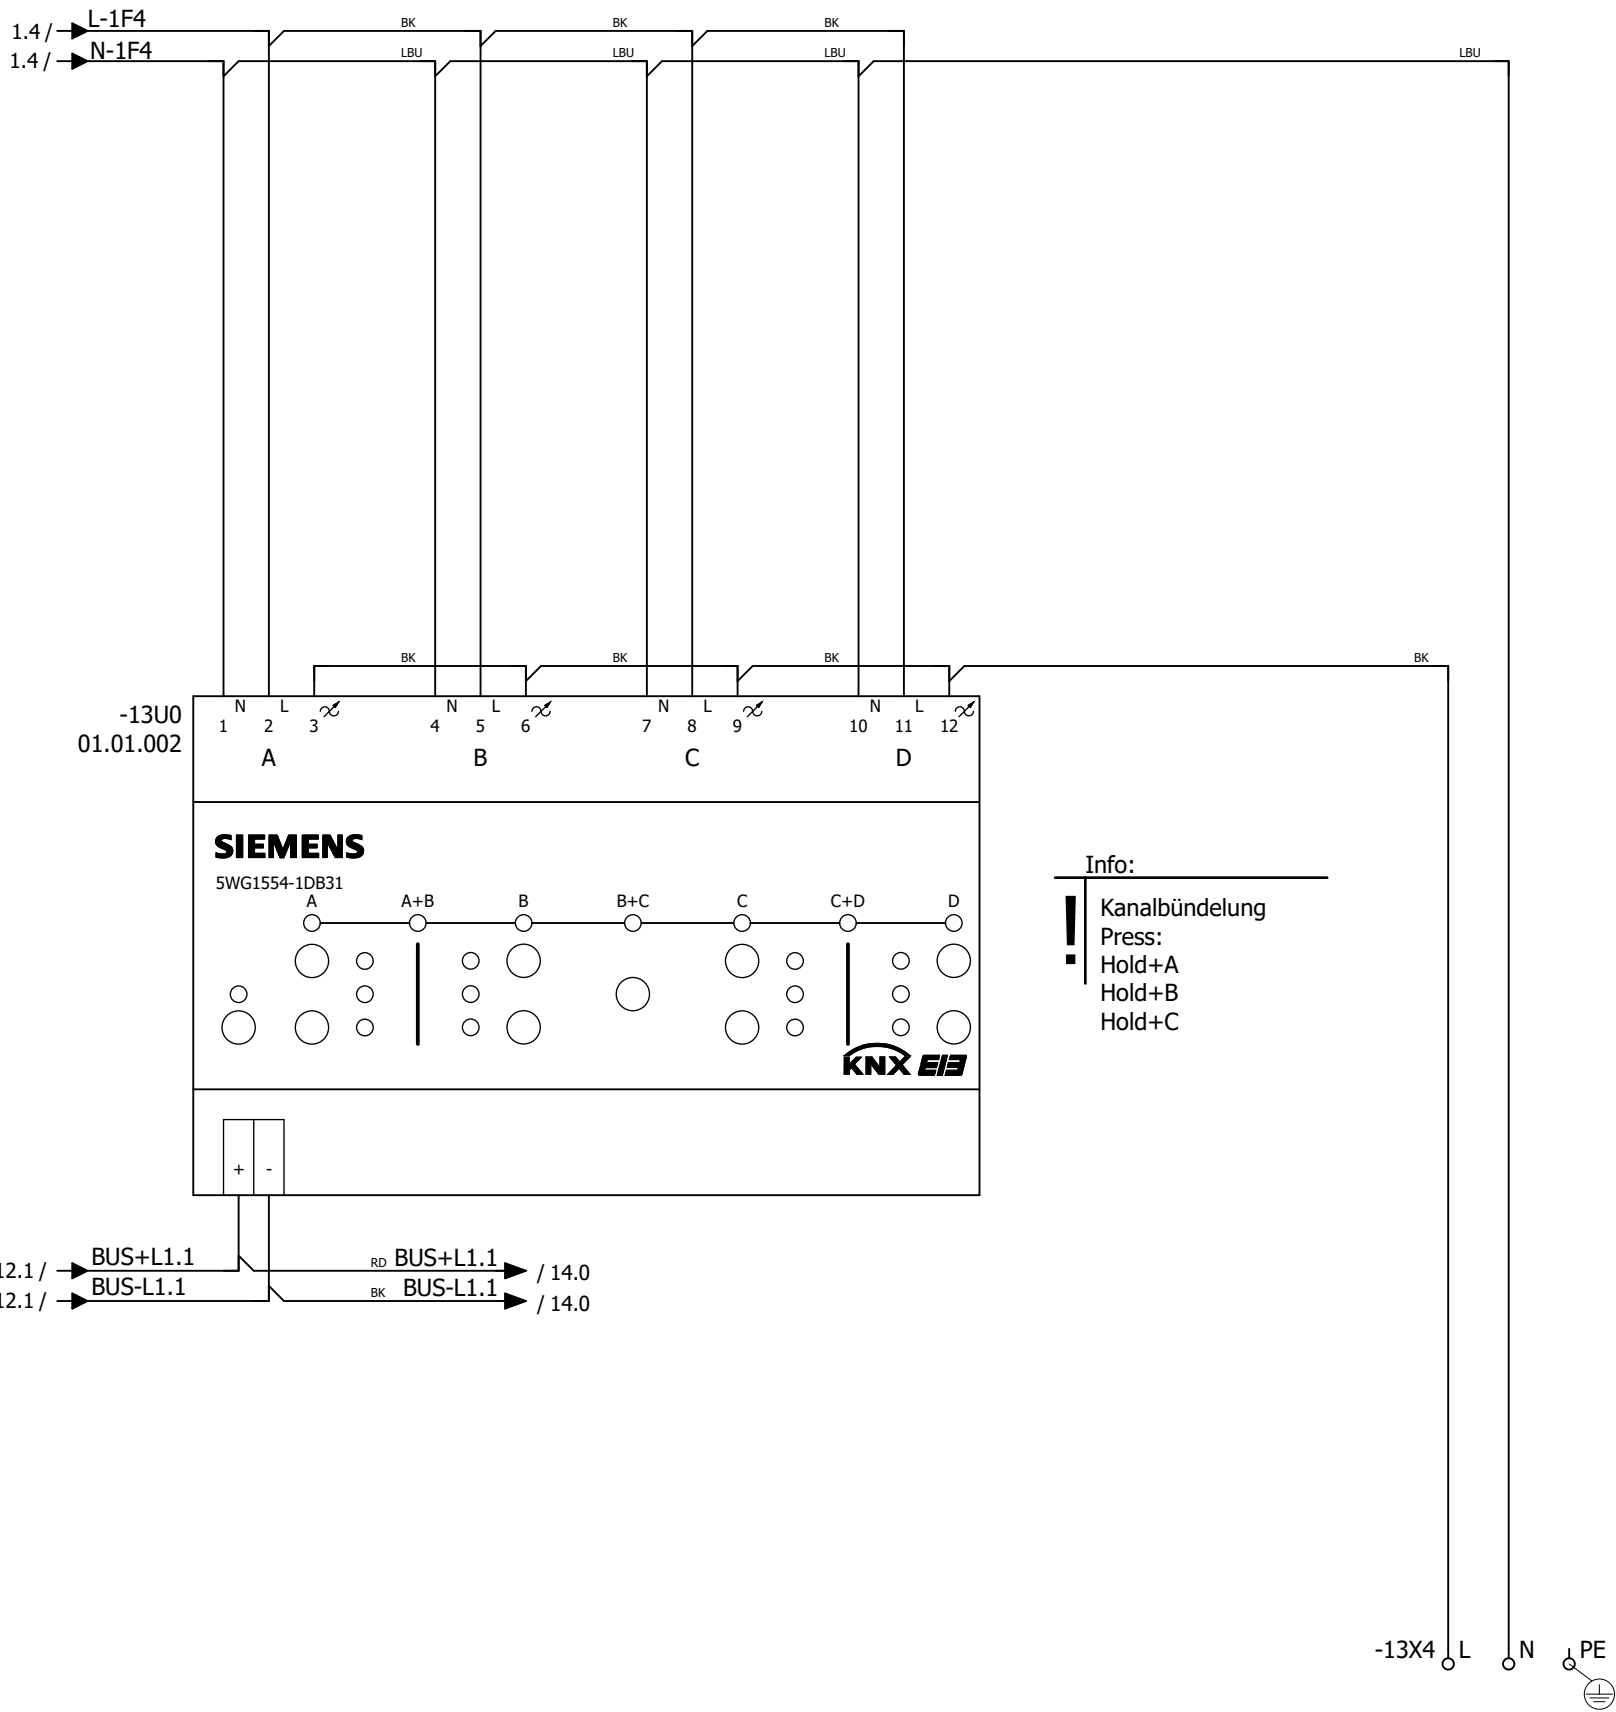 1.4 / L-1F4 BK BK BK
1.4 / N-1F4 LBU LBU LBU LBU
BK BK BK BK
-13U0
01.01.002
N L N L N L N L
1 2 3 4 5 6 7 8 9 10 11 12
A B C D
SIEMENS
5WG1554-1DB31
A A+B B B+C C C+D D
KNX EIB
Info:
! Kanalbündelung
Press:
Hold+A
Hold+B
Hold+C
+ -
12.1 / BUS+L1.1 RD BUS+L1.1 / 14.0
12.1 / BUS-L1.1 BK BUS-L1.1 / 14.0
-13X4 L N PE